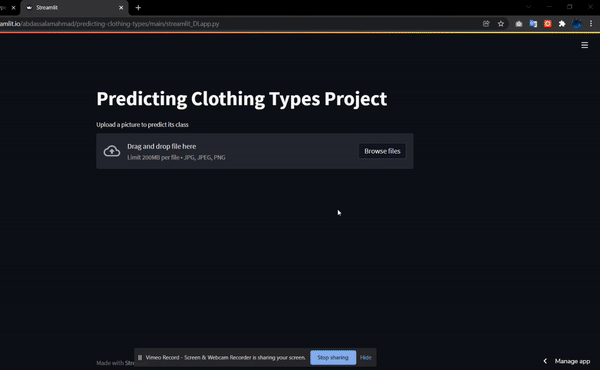 Streamlit
amlit.io/abdassalamahmad/predicting-clothing-types/main/streamlit_DLapp.py
Predicting Clothing Types Project
Upload a picture to predict its class
Drag and drop file here
Limit 200MB per file • JPG, JPEG, PNG
Browse files
Made with Stre
Vimeo Record - Screen & Webcam Recorder is sharing your screen.
Stop sharing
Hide
Manage app